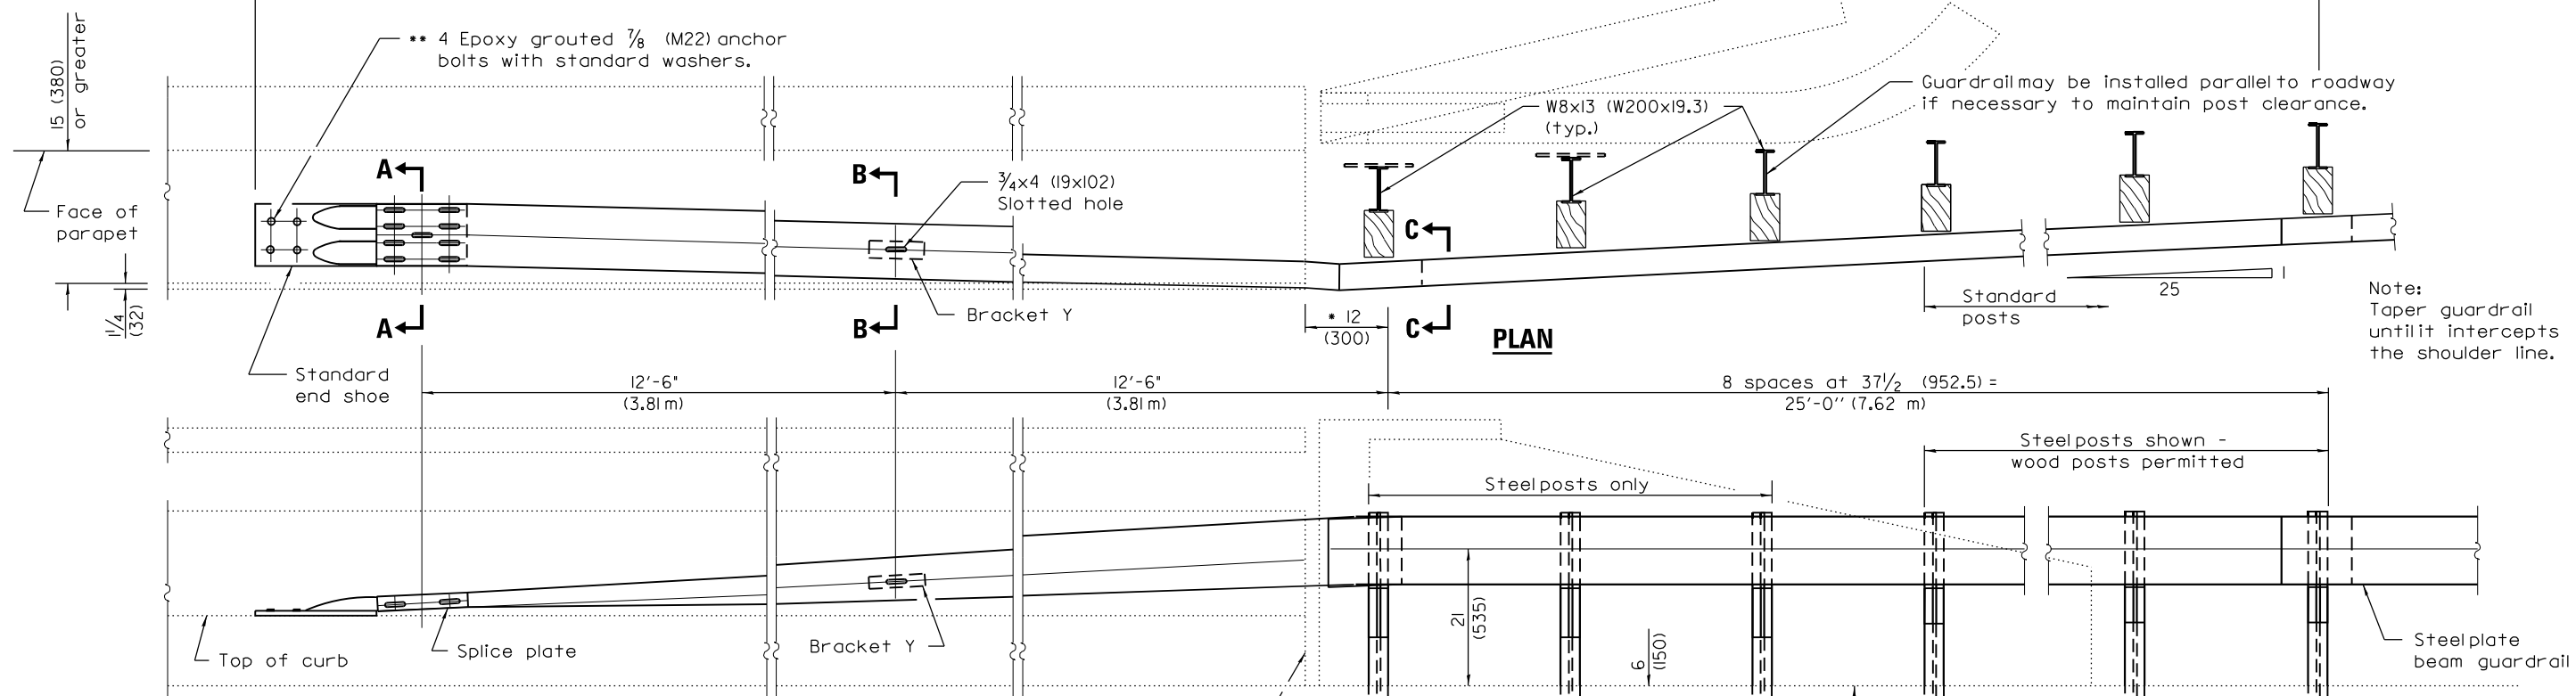 ** 4 Epoxy grouted 7/8 (M22) anchor
bolts with standard washers.
15 (380)
or greater
Face of
parapet
1 1/4
(32)
A
A
Standard
end shoe
B
B
3/4x4 (19x102)
Slotted hole
Bracket Y
W8x13 (W200x19.3)
(typ.)
Guardrail may be installed parallel to roadway
if necessary to maintain post clearance.
C
C
* 12
(300)
PLAN
Standard
posts
25
1
Note:
Taper guardrail
until it intercepts
the shoulder line.
12'-6"
(3.81 m)
12'-6"
(3.81 m)
8 spaces at 37 1/2 (952.5) =
25'-0" (7.62 m)
Steel posts shown -
wood posts permitted
Steel posts only
Top of curb
Splice plate
Bracket Y
21
(535)
6
(150)
Steel plate
beam guardrail